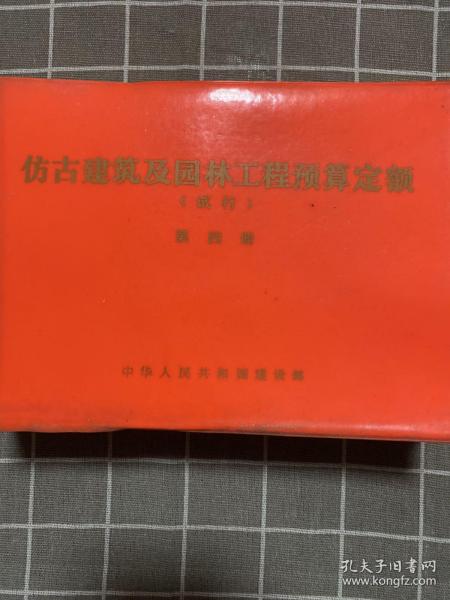 仿古建筑及园林工程预算定额
（试行）
第四册
中华人民共和国建设部
孔夫子旧书网
www.kongfz.com